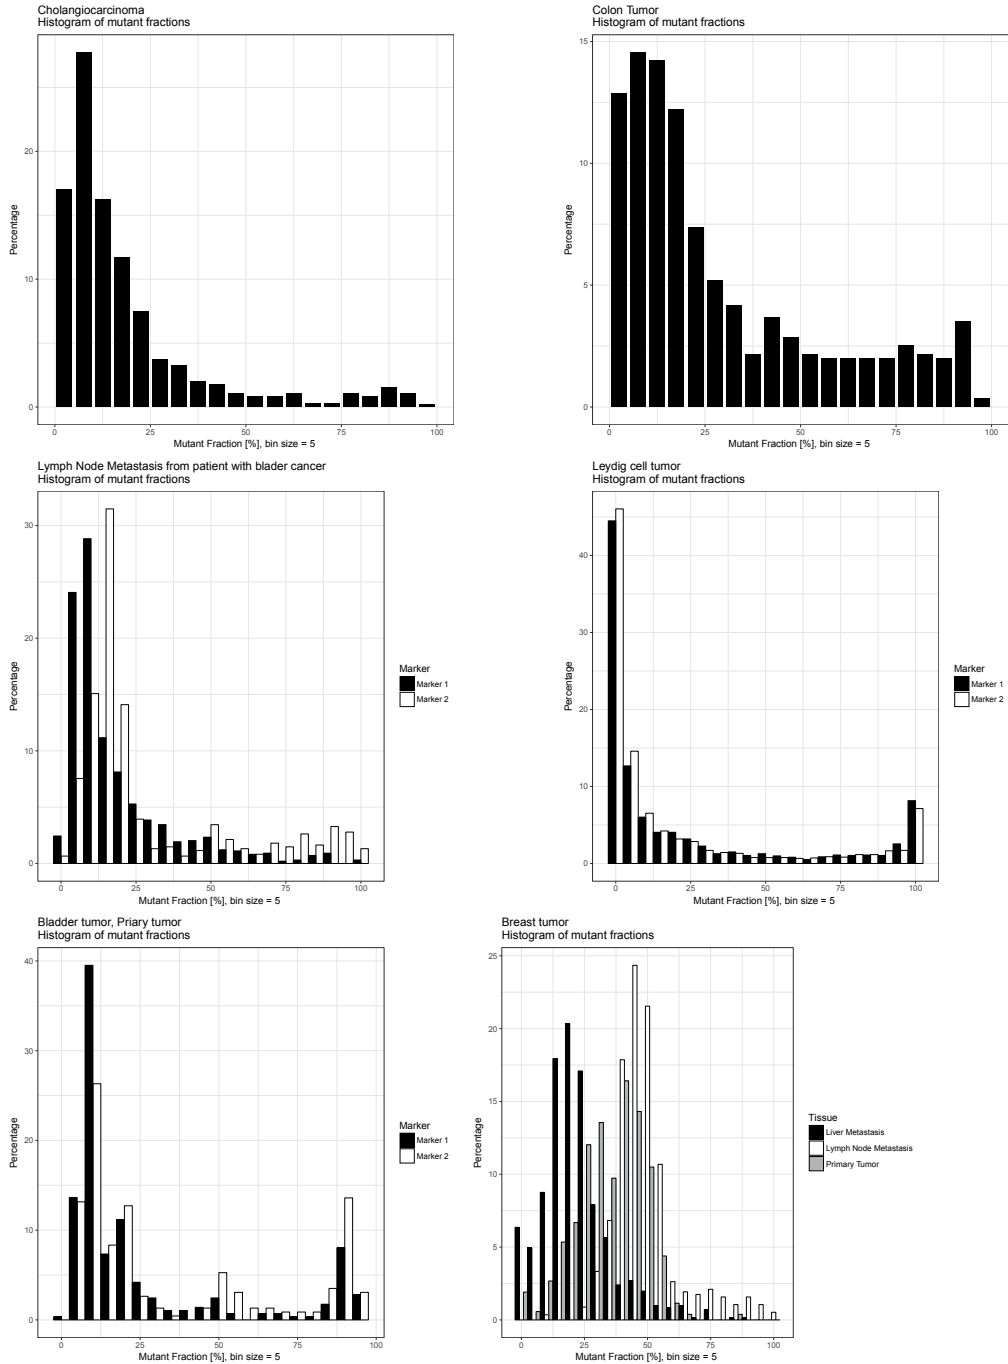 Cholangiocarcinoma
Histogram of mutant fractions
Percentage
20
10
0
0 25 50 75 100
Mutant Fraction [%], bin size = 5
Colon Tumor
Histogram of mutant fractions
Percentage
15
10
5
0
0 25 50 75 100
Mutant Fraction [%], bin size = 5
Lymph Node Metastasis from patient with blader cancer
Histogram of mutant fractions
Percentage
30
20
10
0
0 25 50 75 100
Mutant Fraction [%], bin size = 5
Marker
Marker 1
Marker 2
Leydig cell tumor
Histogram of mutant fractions
Percentage
40
30
20
10
0
0 25 50 75 100
Mutant Fraction [%], bin size = 5
Marker
Marker 1
Marker 2
Bladder tumor, Priary tumor
Histogram of mutant fractions
Percentage
40
30
20
10
0
0 25 50 75 100
Mutant Fraction [%], bin size = 5
Marker
Marker 1
Marker 2
Breast tumor
Histogram of mutant fractions
Percentage
25
20
15
10
5
0
0 25 50 75 100
Mutant Fraction [%], bin size = 5
Tissue
Liver Metastasis
Lymph Node Metastasis
Primary Tumor